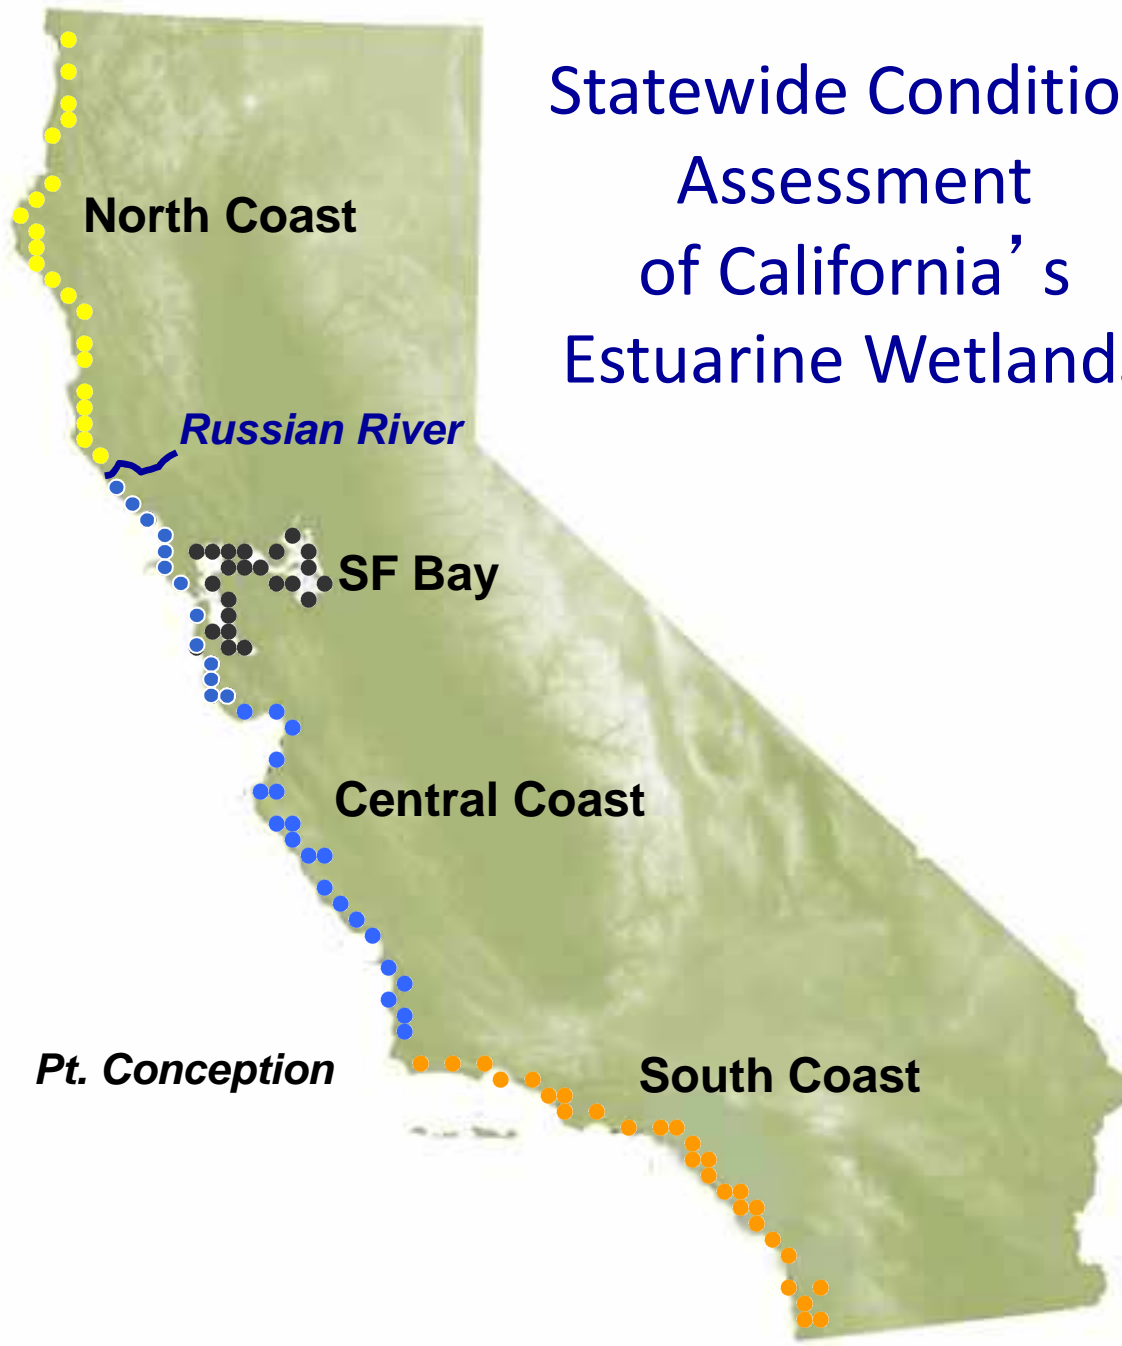 Statewide Conditio
Assessment
of California’s
Estuarine Wetland
North Coast
Russian River
SF Bay
Central Coast
Pt. Conception
South Coast